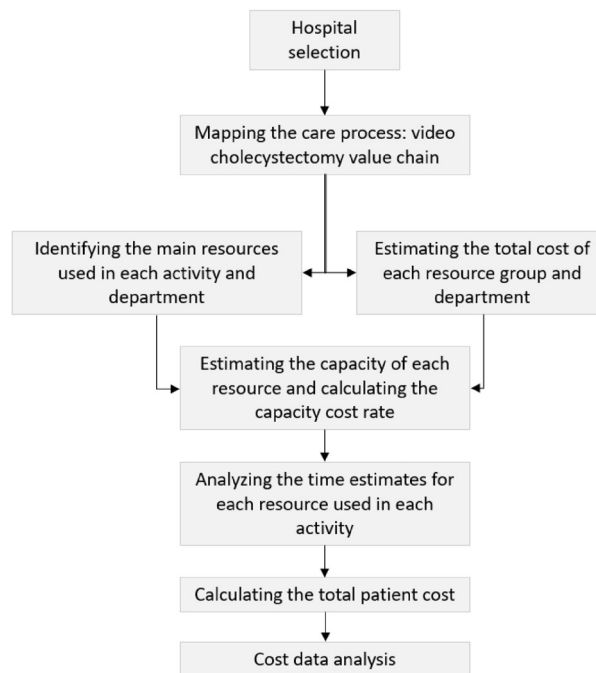 Hospital
selection
Mapping the care process: video
cholecystectomy value chain
Identifying the main resources
used in each activity and
department
Estimating the total cost of
each resource group and
department
Estimating the capacity of each
resource and calculating the
capacity cost rate
Analyzing the time estimates for
each resource used in each
activity
Calculating the total patient cost
Cost data analysis